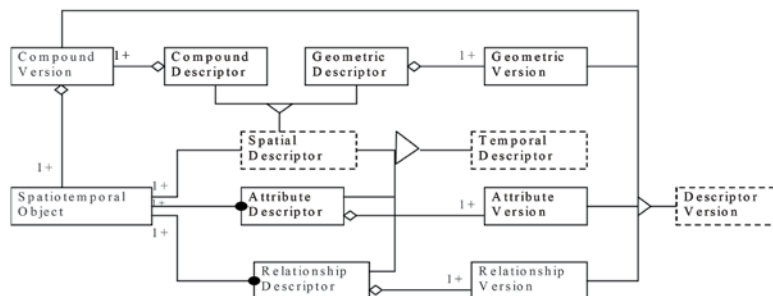 Compound
Version
1+
Compound
Descriptor
Geometric
Descriptor
1+
Geometric
Version
1+
Spatial
Descriptor
Temporal
Descriptor
1+
Spatiotemporal
Object
1+
Attribute
Descriptor
1+
Attribute
Version
Descriptor
Version
1+
Relationship
Descriptor
1+
Relationship
Version